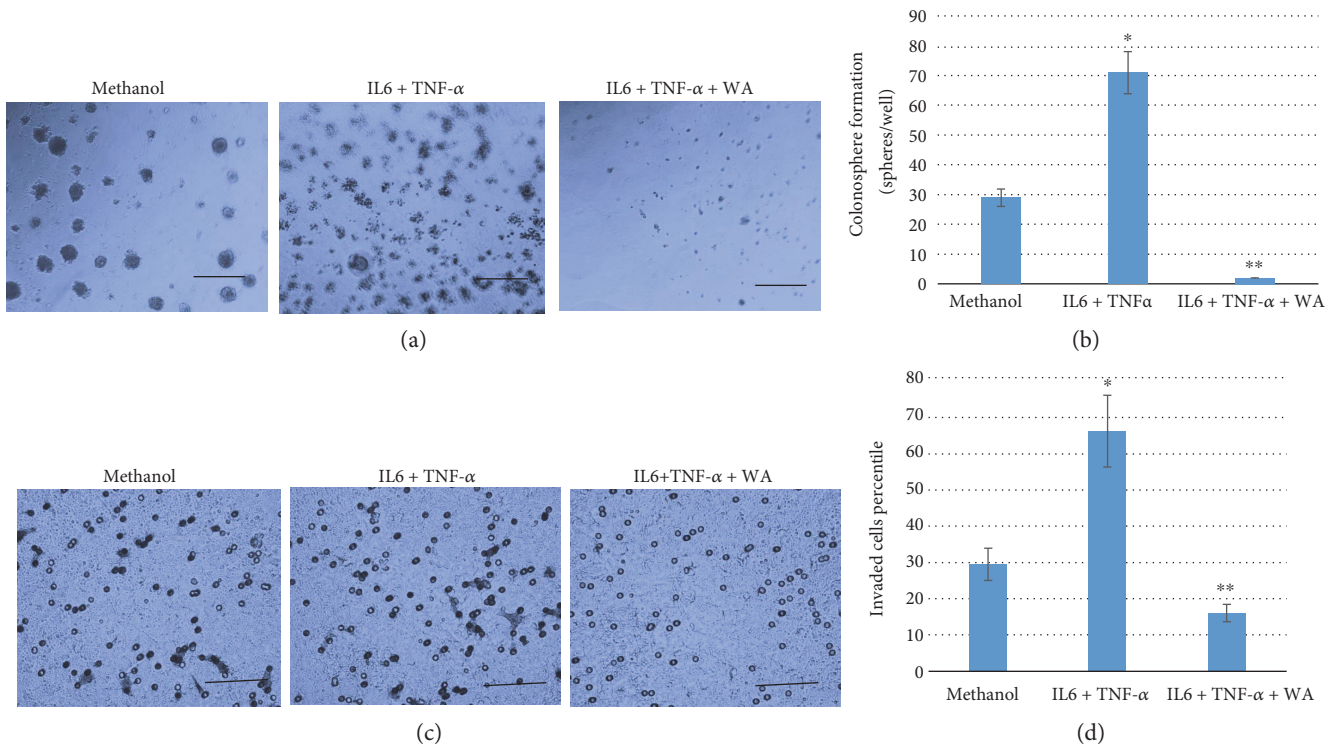 Methanol
IL6 + TNF-α
IL6 + TNF-α + WA
(a)
Colonosphere formation
(spheres/well)
90
80
70
60
50
40
30
20
10
0
*
**
Methanol
IL6 + TNFα
IL6 + TNF-α + WA
(b)
Methanol
IL6 + TNF-α
IL6+TNF-α + WA
(c)
Invaded cells percentile
80
70
60
50
40
30
20
10
0
*
**
Methanol
IL6 + TNF-α
IL6 + TNF-α + WA
(d)